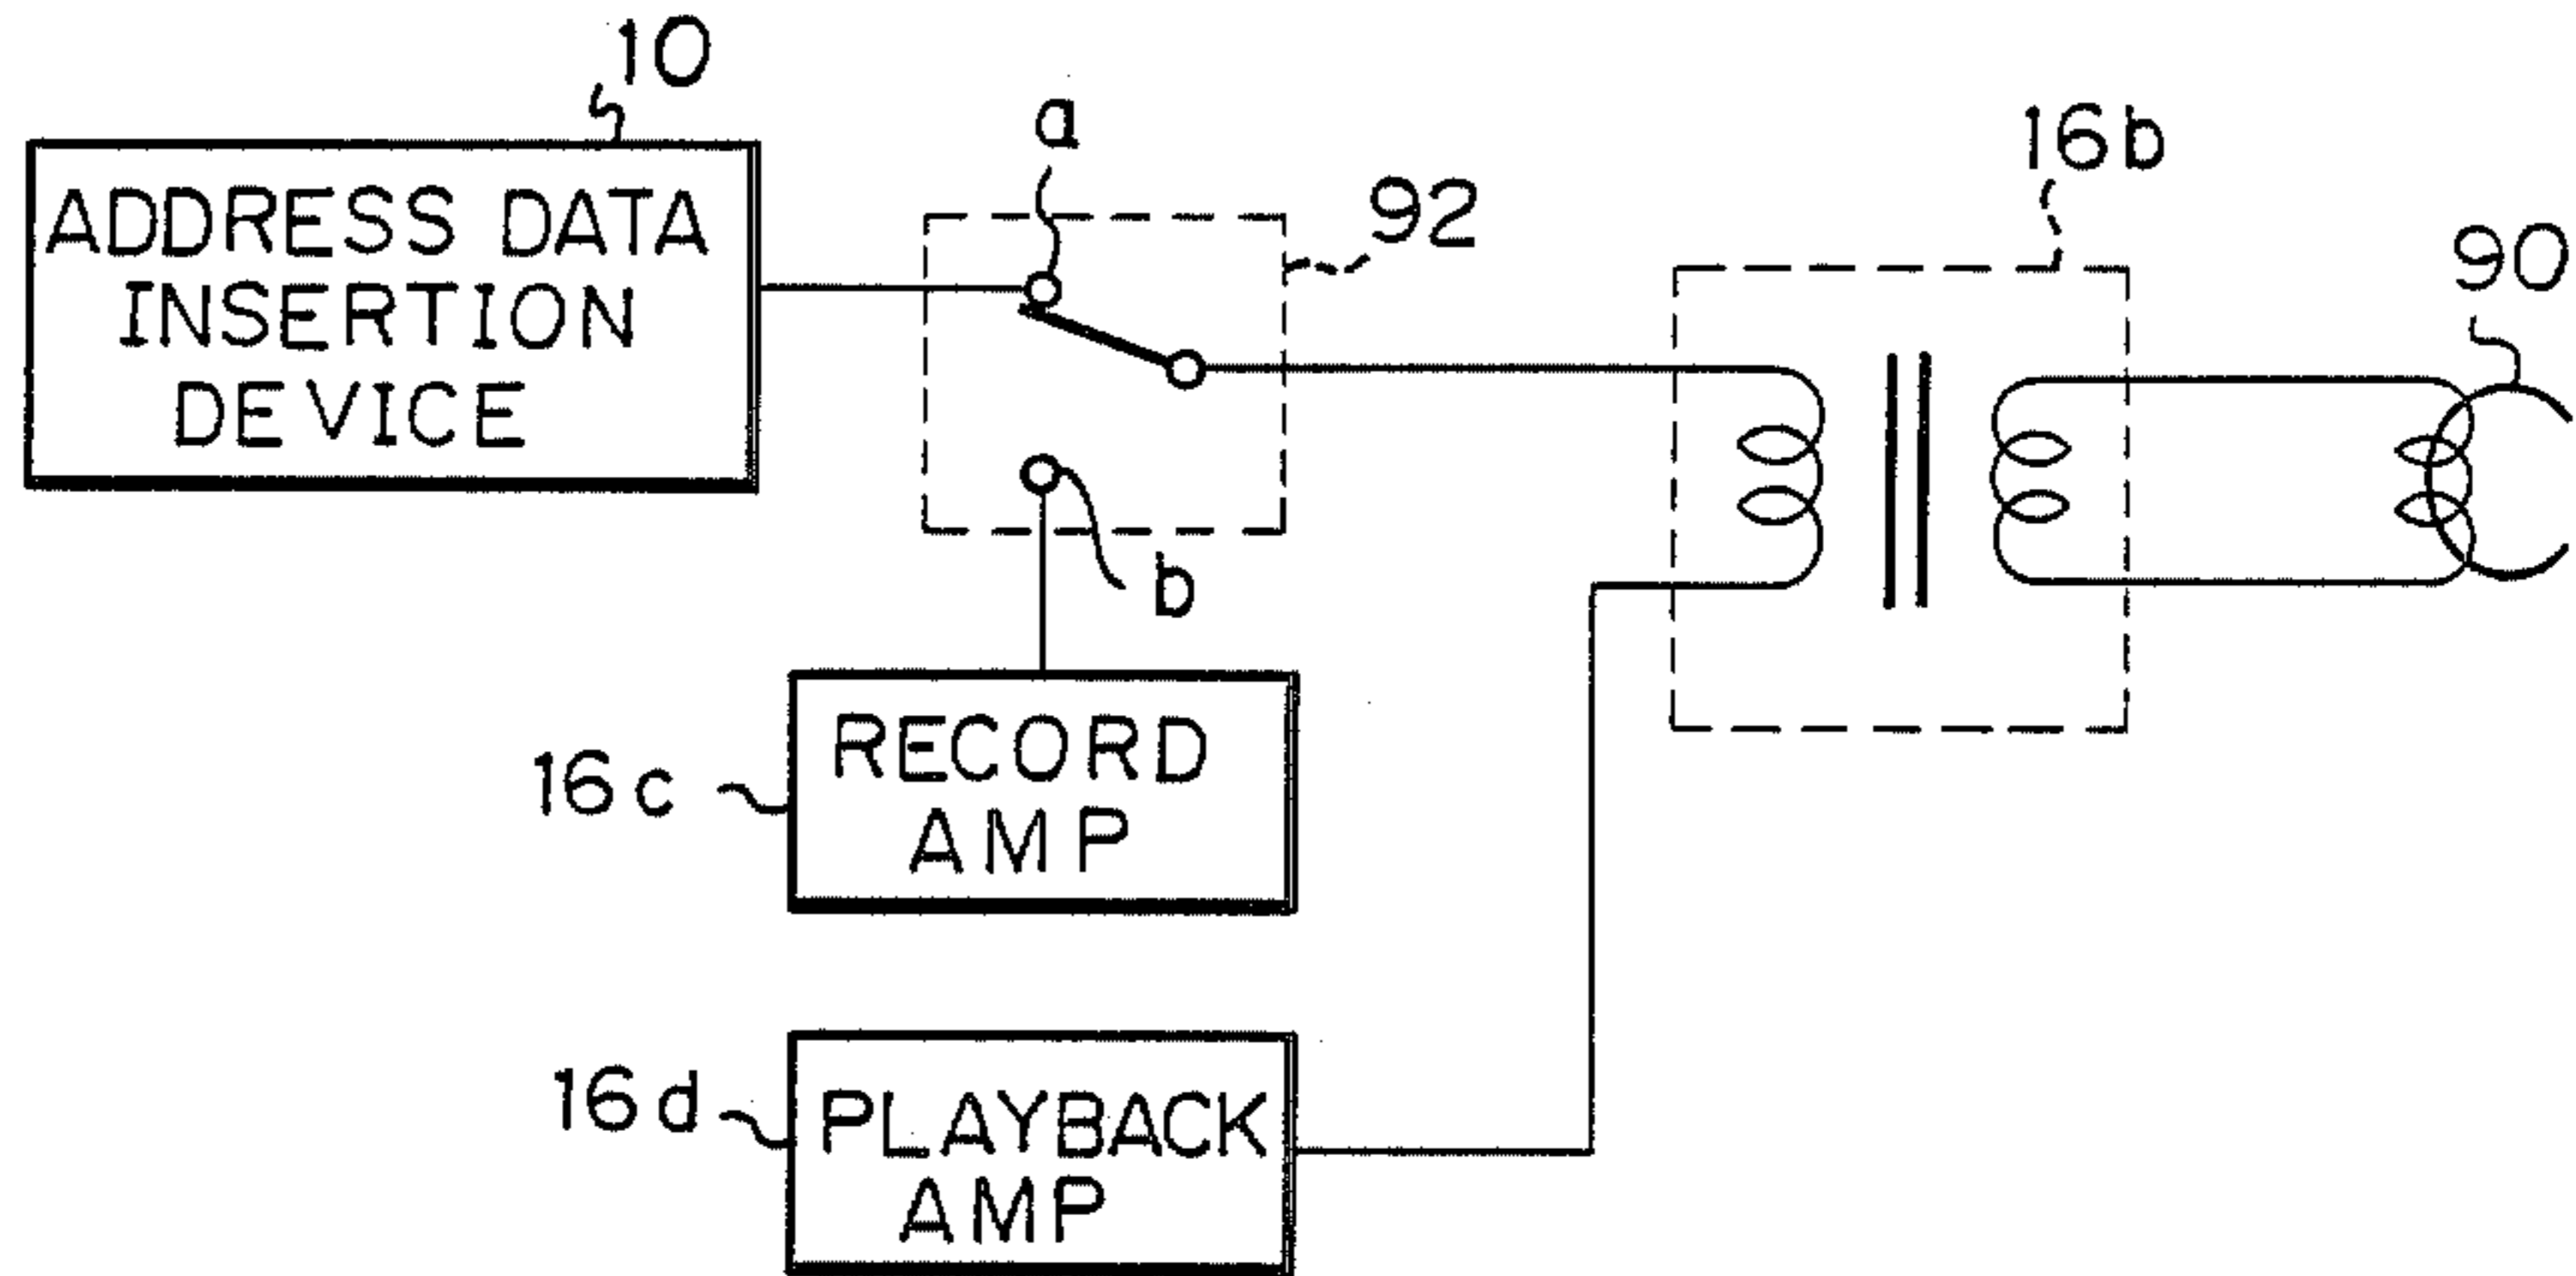 10
ADDRESS DATA
INSERTION
DEVICE
a
92
16b
90
b
16c
RECORD
AMP
16d
PLAYBACK
AMP